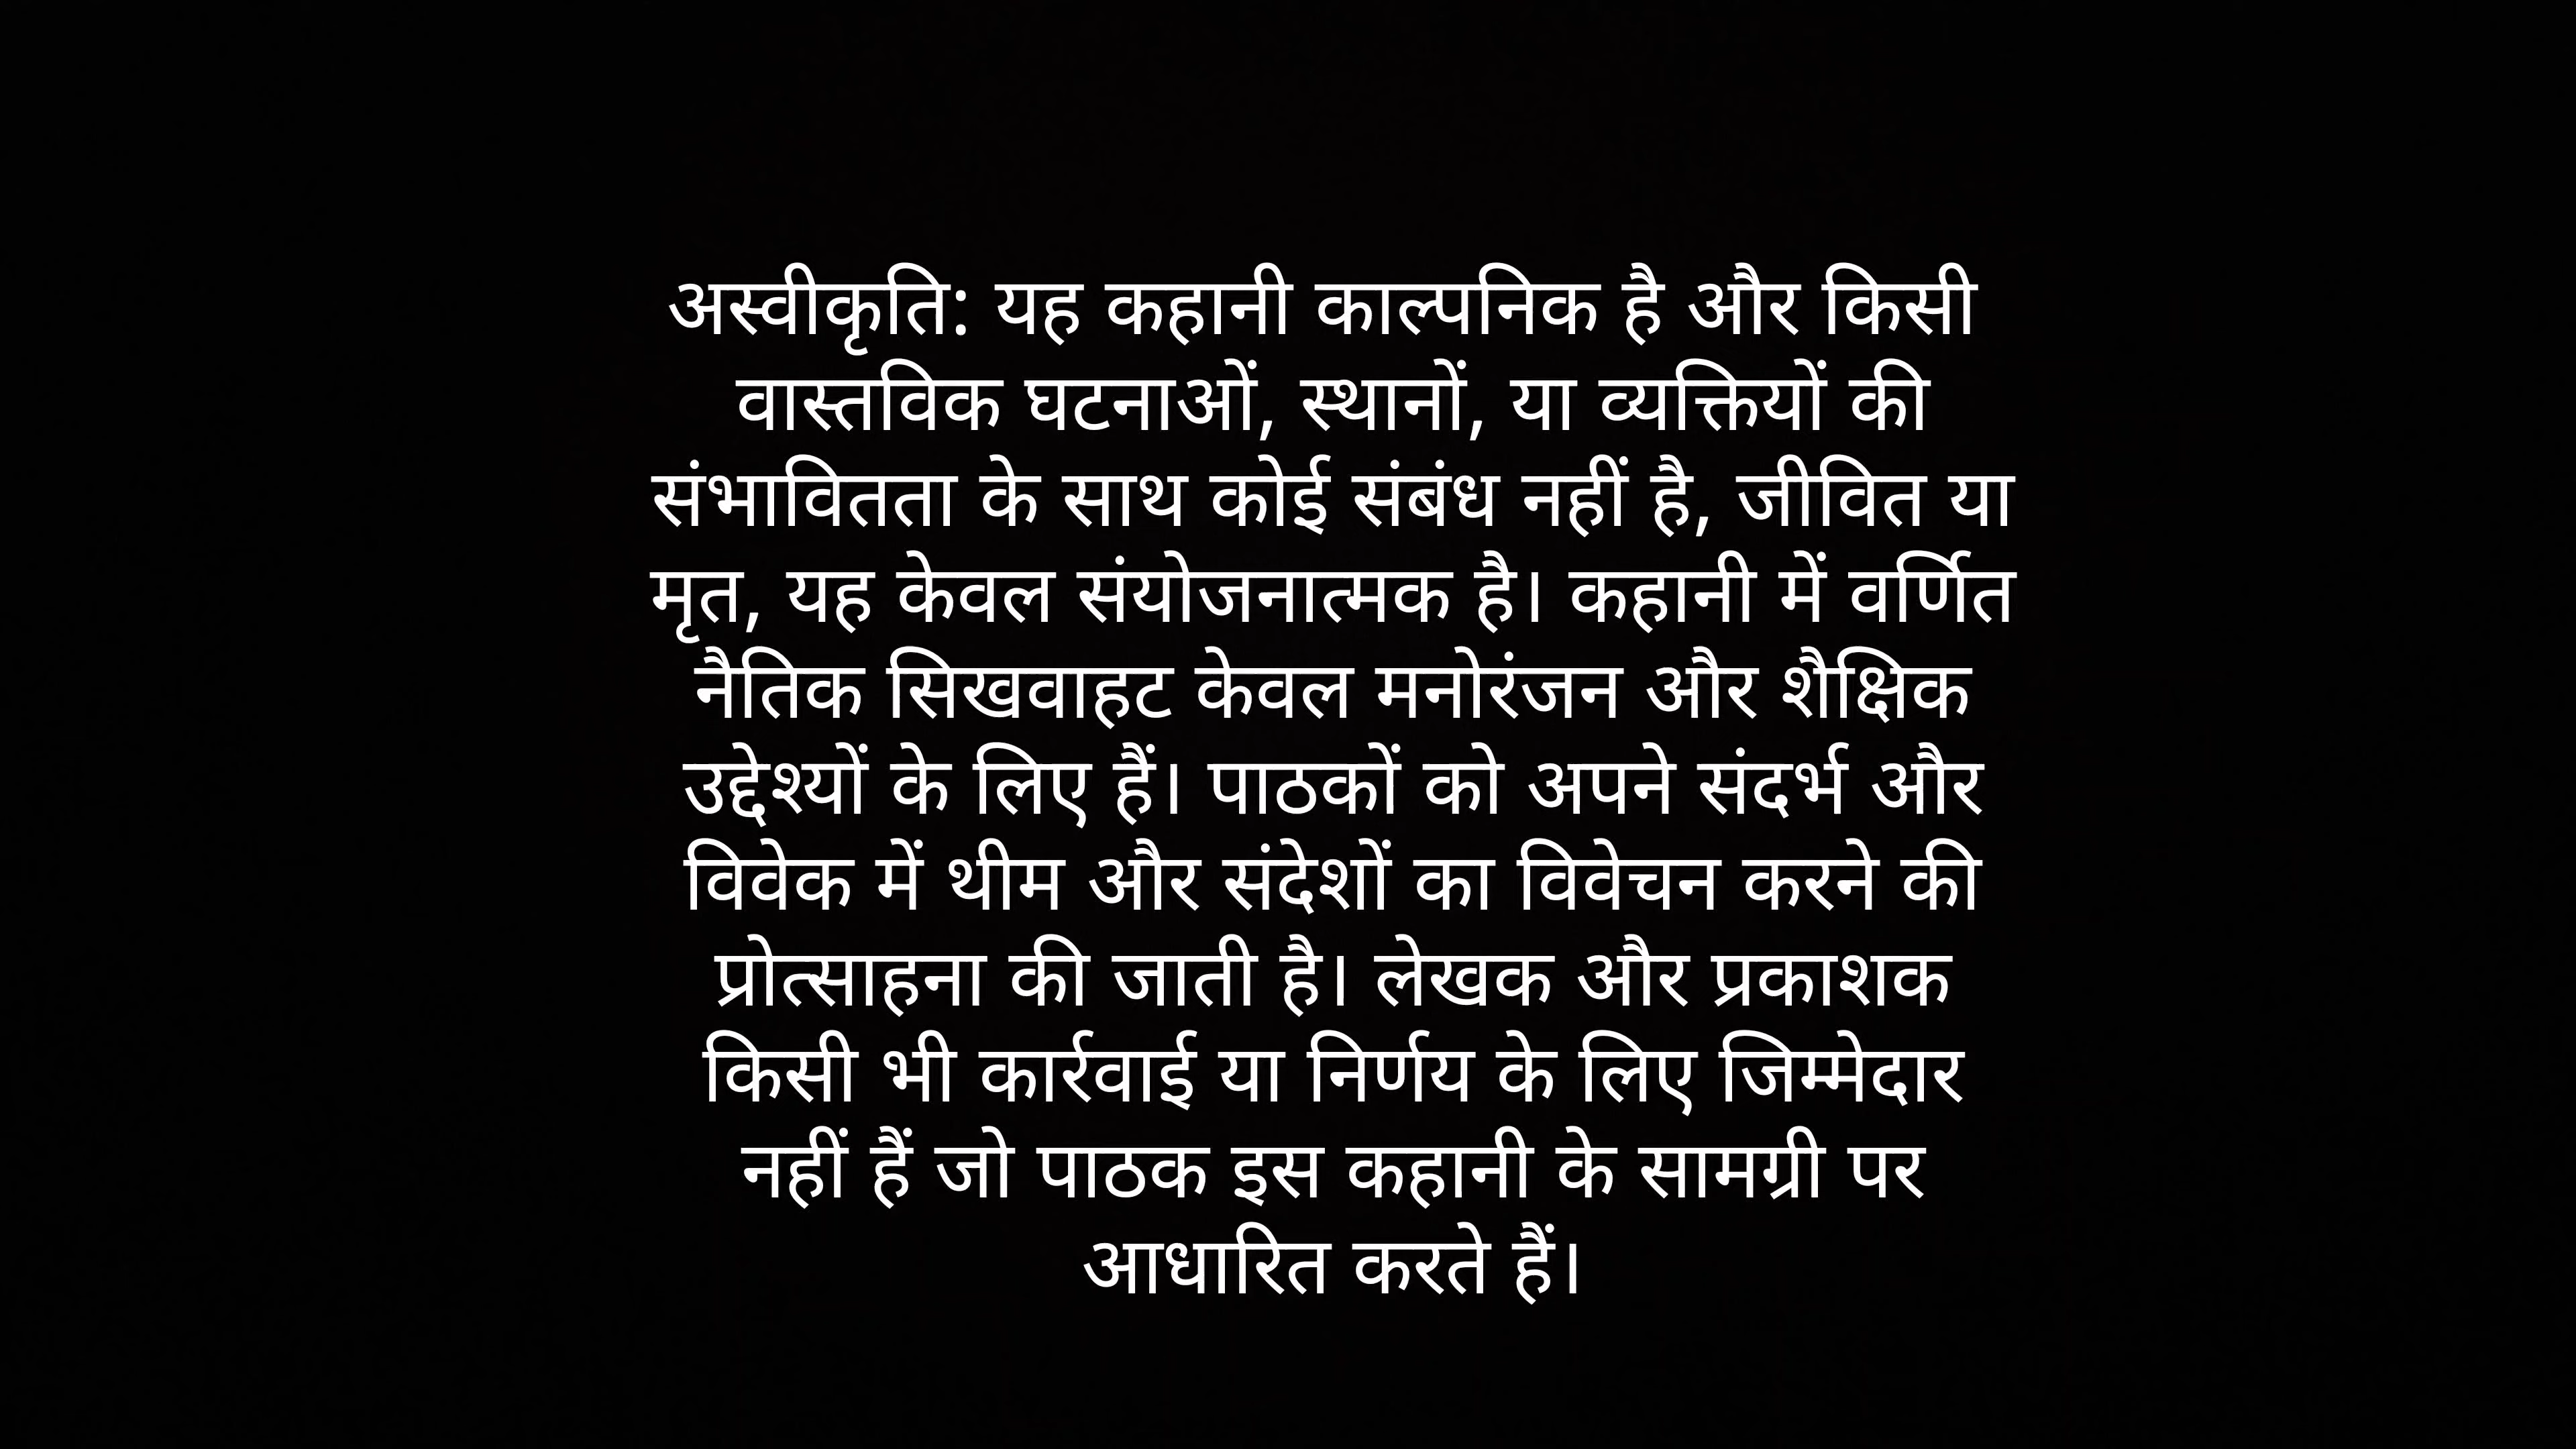 अस्वीकृति: यह कहानी काल्पनिक है और किसी
वास्तविक घटनाओं, स्थानों, या व्यक्तियों की
संभावितता के साथ कोई संबंध नहीं है, जीवित या
मृत, यह केवल संयोजनात्मक है। कहानी में वर्णित
नैतिक सिखवाहट केवल मनोरंजन और शैक्षिक
उद्देश्यों के लिए हैं। पाठकों को अपने संदर्भ और
विवेक में थीम और संदेशों का विवेचन करने की
प्रोत्साहना की जाती है। लेखक और प्रकाशक
किसी भी कार्रवाई या निर्णय के लिए जिम्मेदार
नहीं हैं जो पाठक इस कहानी के सामग्री पर
आधारित करते हैं।